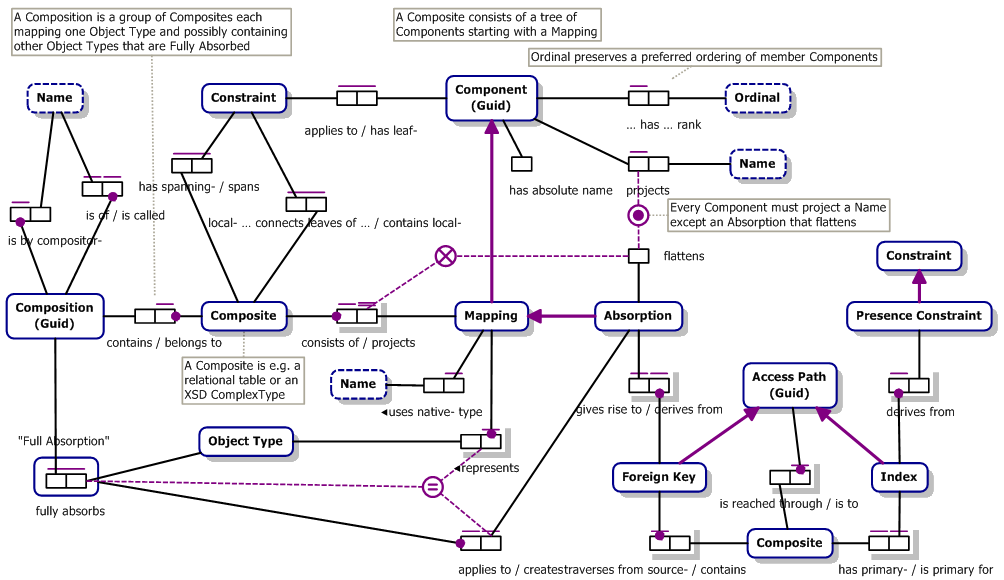 A Composition is a group of Composites each
mapping one Object Type and possibly containing
other Object Types that are Fully Absorbed
A Composite consists of a tree of
Components starting with a Mapping
Ordinal preserves a preferred ordering of member Components
Name
Constraint
Component
(Guid)
Ordinal
applies to / has leaf-
... has ... rank
Name
has spanning- / spans
has absolute name
projects
is of / is called
local- ... connects leaves of ... / contains local-
Every Component must project a Name
except an Absorption that flattens
is by compositor-
flattens
Constraint
Composition
(Guid)
Composite
Mapping
Absorption
Presence Constraint
contains / belongs to
consists of / projects
A Composite is e.g. a
relational table or an
XSD ComplexType
Name
Access Path
(Guid)
◄uses native- type
gives rise to / derives from
derives from
"Full Absorption"
Object Type
◄represents
Foreign Key
Index
is reached through / is to
fully absorbs
=
Composite
applies to / creates
traverses from source- / contains
has primary- / is primary for